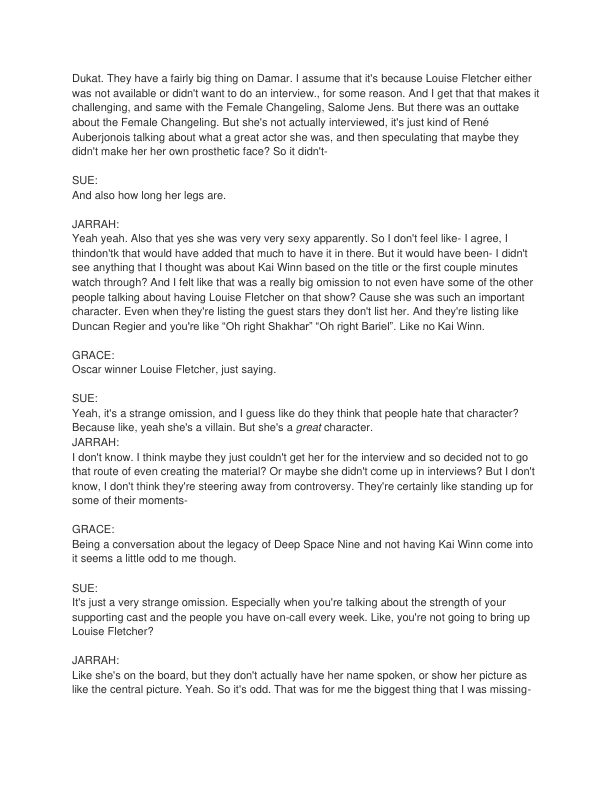 Dukat. They have a fairly big thing on Damar. I assume that it's because Louise Fletcher either
was not available or didn't want to do an interview., for some reason. And I get that that makes it
challenging, and same with the Female Changeling, Salome Jens. But there was an outtake
about the Female Changeling. But she's not actually interviewed, it's just kind of René
Auberjonois talking about what a great actor she was, and then speculating that maybe they
didn't make her her own prosthetic face? So it didn't-
SUE:
And also how long her legs are.
JARRAH:
Yeah yeah. Also that yes she was very very sexy apparently. So I don't feel like- I agree, I
thindon'tk that would have added that much to have it in there. But it would have been- I didn't
see anything that I thought was about Kai Winn based on the title or the first couple minutes
watch through? And I felt like that was a really big omission to not even have some of the other
people talking about having Louise Fletcher on that show? Cause she was such an important
character. Even when they're listing the guest stars they don't list her. And they're listing like
Duncan Regier and you're like “Oh right Shakhar” “Oh right Bariel”. Like no Kai Winn.
GRACE:
Oscar winner Louise Fletcher, just saying.
SUE:
Yeah, it's a strange omission, and I guess like do they think that people hate that character?
Because like, yeah she's a villain. But she's a great character.
JARRAH:
I don't know. I think maybe they just couldn't get her for the interview and so decided not to go
that route of even creating the material? Or maybe she didn't come up in interviews? But I don't
know, I don't think they're steering away from controversy. They're certainly like standing up for
some of their moments-
GRACE:
Being a conversation about the legacy of Deep Space Nine and not having Kai Winn come into
it seems a little odd to me though.
SUE:
It's just a very strange omission. Especially when you're talking about the strength of your
supporting cast and the people you have on-call every week. Like, you're not going to bring up
Louise Fletcher?
JARRAH:
Like she's on the board, but they don't actually have her name spoken, or show her picture as
like the central picture. Yeah. So it's odd. That was for me the biggest thing that I was missing-